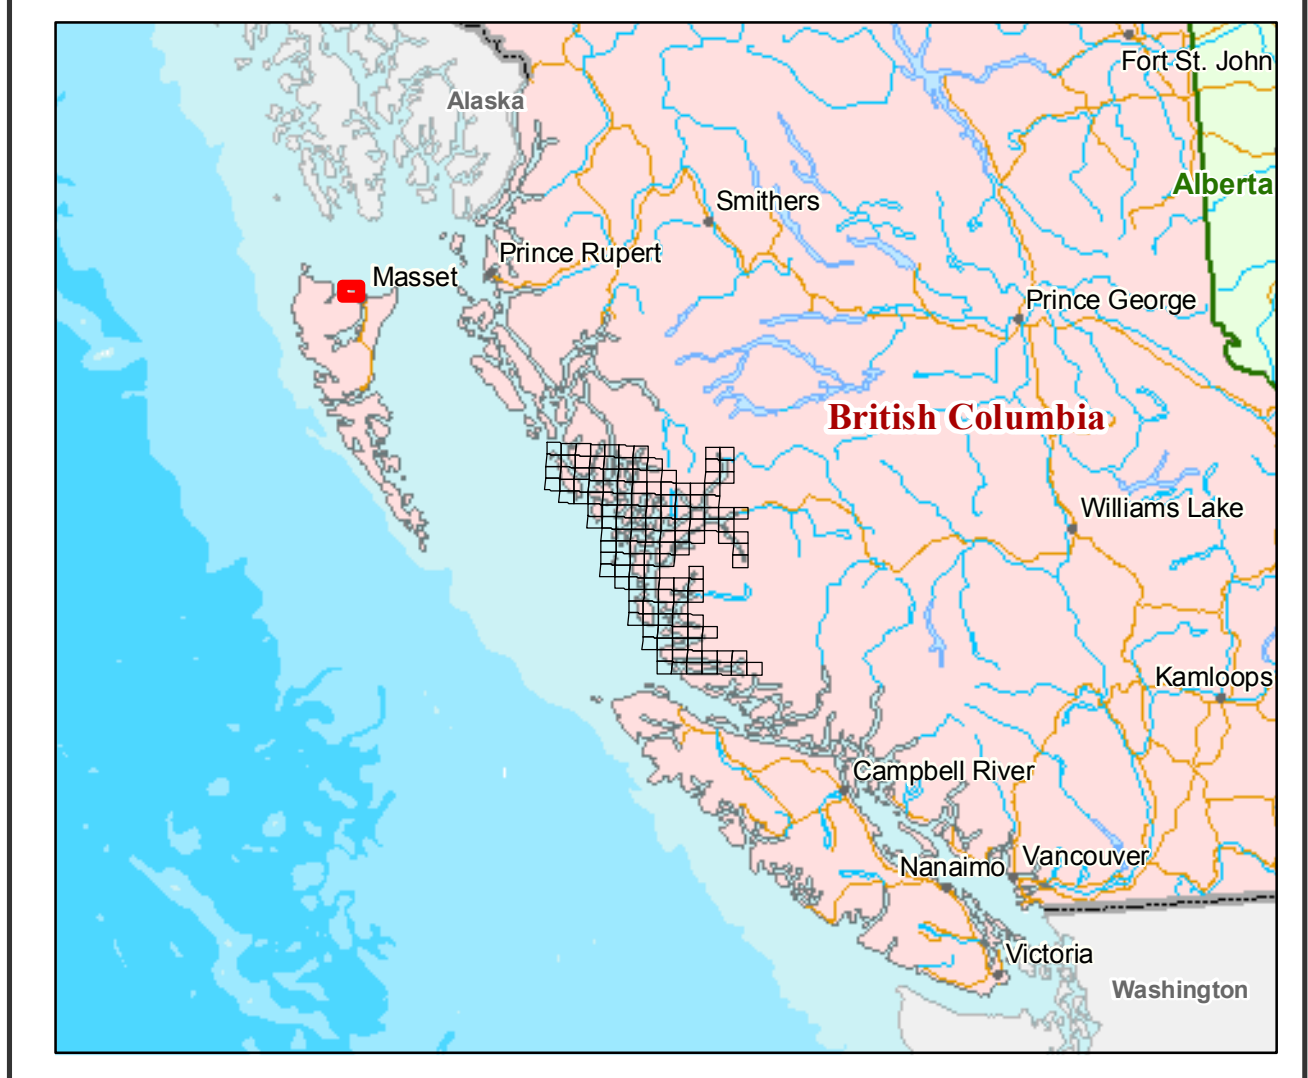 Fort St. John
Alaska
Alberta
Smithers
Prince Rupert
Masset
Prince George
British Columbia
Williams Lake
Kamloops
Campbell River
Vancouver
Nanaimo
Victoria
Washington